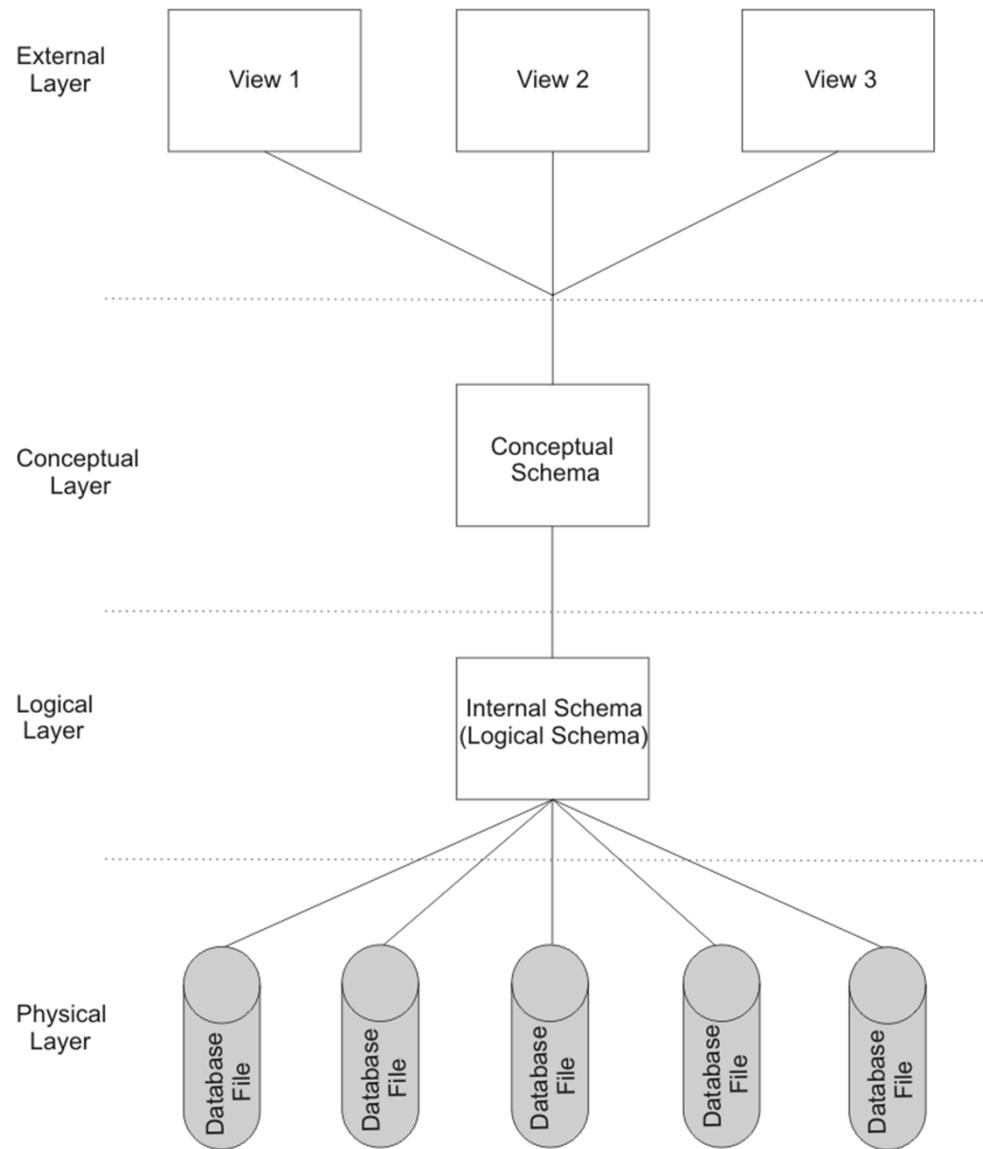 External
Layer
View 1
View 2
View 3
Conceptual
Layer
Conceptual
Schema
Logical
Layer
Internal Schema
(Logical Schema)
Physical
Layer
Database
File
Database
File
Database
File
Database
File
Database
File